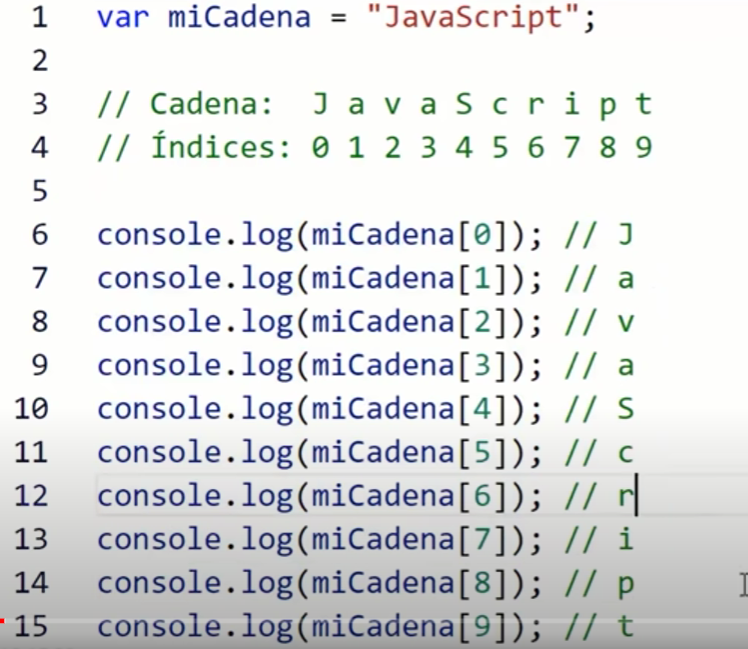 1 var miCadena = "JavaScript";
2
3 // Cadena:  J a v a S c r i p t
4 // Índices: 0 1 2 3 4 5 6 7 8 9
5
6 console.log(miCadena[0]); // J
7 console.log(miCadena[1]); // a
8 console.log(miCadena[2]); // v
9 console.log(miCadena[3]); // a
10 console.log(miCadena[4]); // S
11 console.log(miCadena[5]); // c
12 console.log(miCadena[6]); // r
13 console.log(miCadena[7]); // i
14 console.log(miCadena[8]); // p
15 console.log(miCadena[9]); // t